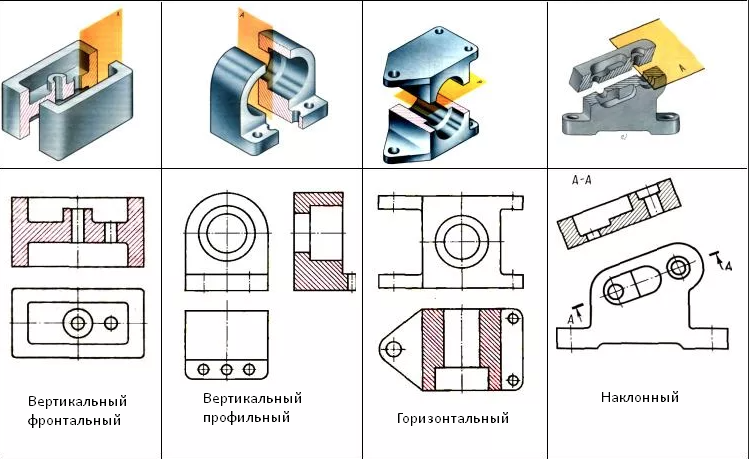 А
А
А
А
а)
А-А
А
А
Вертикальный
фронтальный
Вертикальный
профильный
Горизонтальный
Наклонный